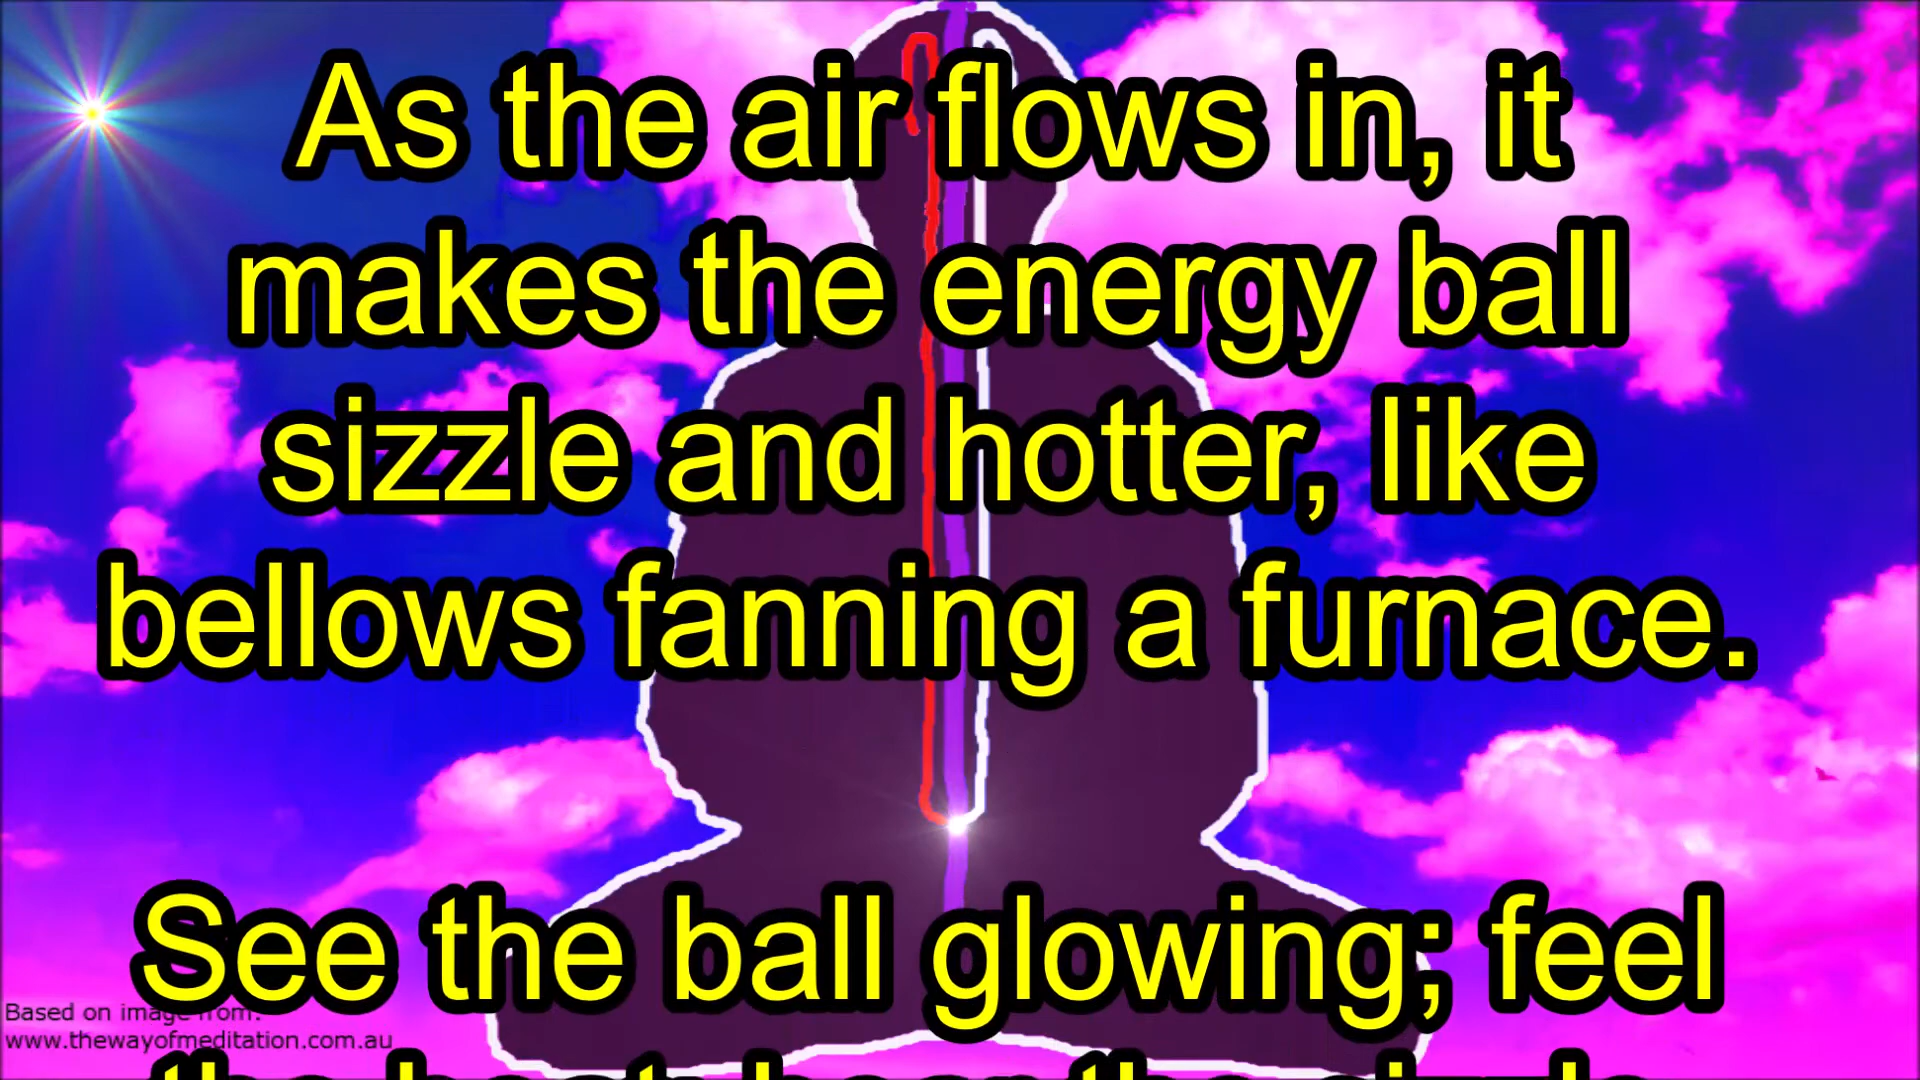 As the air flows in, it
makes the energy ball
sizzle and hotter, like
bellows fanning a furnace.
See the ball glowing; feel
Based on image from:
www.thewayofmeditation.com.au